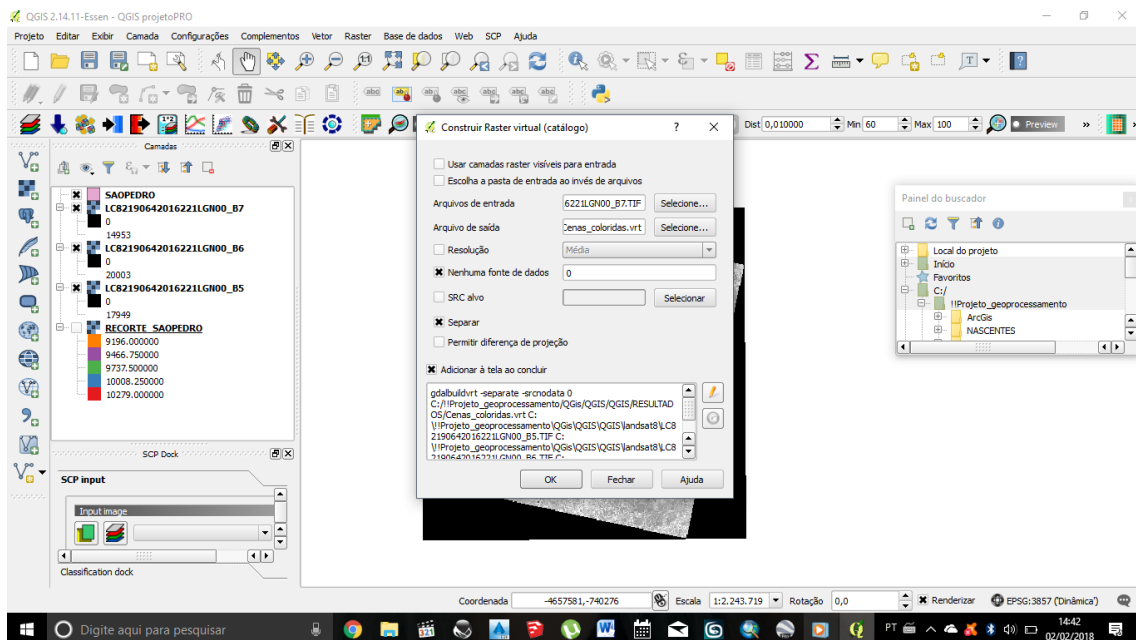 QGIS 2.14.11-Essen - QGIS projetoPRO
Projeto Editar Exibir Camada Configurações Complementos Vetor Raster Base de dados Web SCP Ajuda
Dist 0,010000 Min 60 Max 100 Preview
Camadas
SAOPEDRO
LC82190642016221LGN00_B7
0
14953
LC82190642016221LGN00_B6
0
20003
LC82190642016221LGN00_B5
0
17949
RECORTE_SAOPEDRO
9196.000000
9466.750000
9737.500000
10008.250000
10279.000000
SCP Dock
SCP input
Input image
Classification dock
Construir Raster virtual (catálogo)
Usar camadas raster visíveis para entrada
Escolha a pasta de entrada ao invés de arquivos
Arquivos de entrada 6221LGN00_B7.TIF Selecione...
Arquivo de saída Cenas_coloridas.vrt Selecione...
Resolução Média
Nenhuma fonte de dados 0
SRC alvo Selecionar
Separar
Permitir diferença de projeção
Adicionar à tela ao concluir
gdalbuildvrt -separate -srcnodata 0
C:/!!Projeto_geoprocessamento/QGis/QGIS/QGIS/RESULTAD
OS/Cenas_coloridas.vrt C:
\!!Projeto_geoprocessamento\QGis\QGIS\QGIS\landsat8\LC8
2190642016221LGN00_B5.TIF C:
\!!Projeto_geoprocessamento\QGis\QGIS\QGIS\landsat8\LC8
2190642016221LGN00_B6.TIF C:
OK Fechar Ajuda
Painel do buscador
Local do projeto
Início
Favoritos
C:/
!!Projeto_geoprocessamento
ArcGis
NASCENTES
Coordenada -4657581,-740276 Escala 1:2.243.719 Rotação 0,0 Renderizar EPSG:3857 ('Dinâmica')
Digite aqui para pesquisar
PT
14:42
02/02/2018